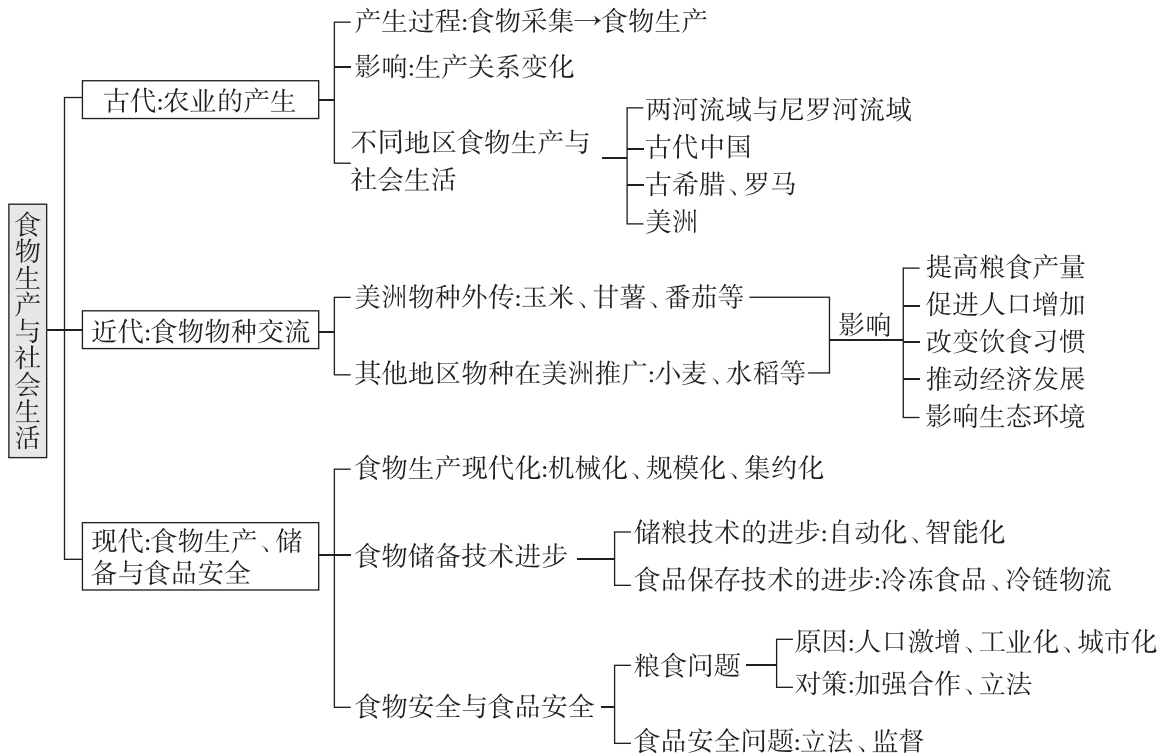 食物生产与社会生活
古代:农业的产生
产生过程:食物采集→食物生产
影响:生产关系变化
不同地区食物生产与
社会生活
两河流域与尼罗河流域
古代中国
古希腊、罗马
美洲
近代:食物物种交流
美洲物种外传:玉米、甘薯、番茄等
其他地区物种在美洲推广:小麦、水稻等
影响
提高粮食产量
促进人口增加
改变饮食习惯
推动经济发展
影响生态环境
现代:食物生产、储
备与食品安全
食物生产现代化:机械化、规模化、集约化
食物储备技术进步
储粮技术的进步:自动化、智能化
食品保存技术的进步:冷冻食品、冷链物流
食物安全与食品安全
粮食问题
原因:人口激增、工业化、城市化
对策:加强合作、立法
食品安全问题:立法、监督